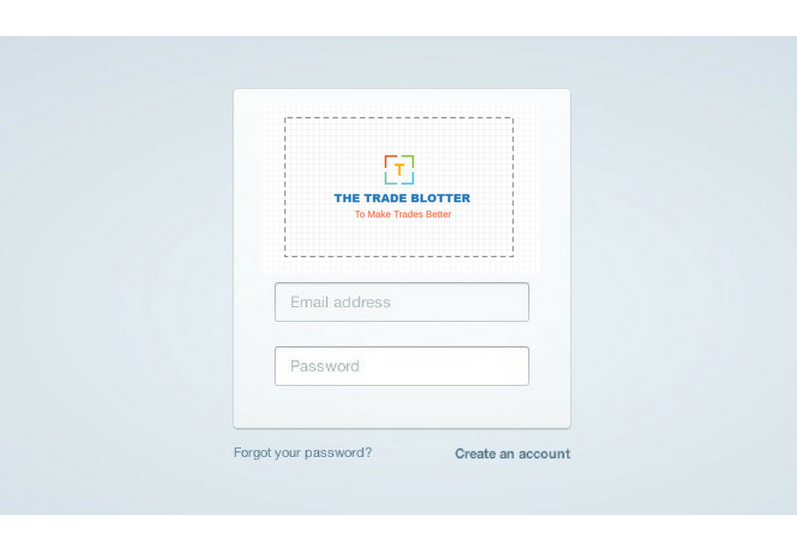 T
THE TRADE BLOTTER
To Make Trades Better
Email address
Password
Forgot your password?
Create an account